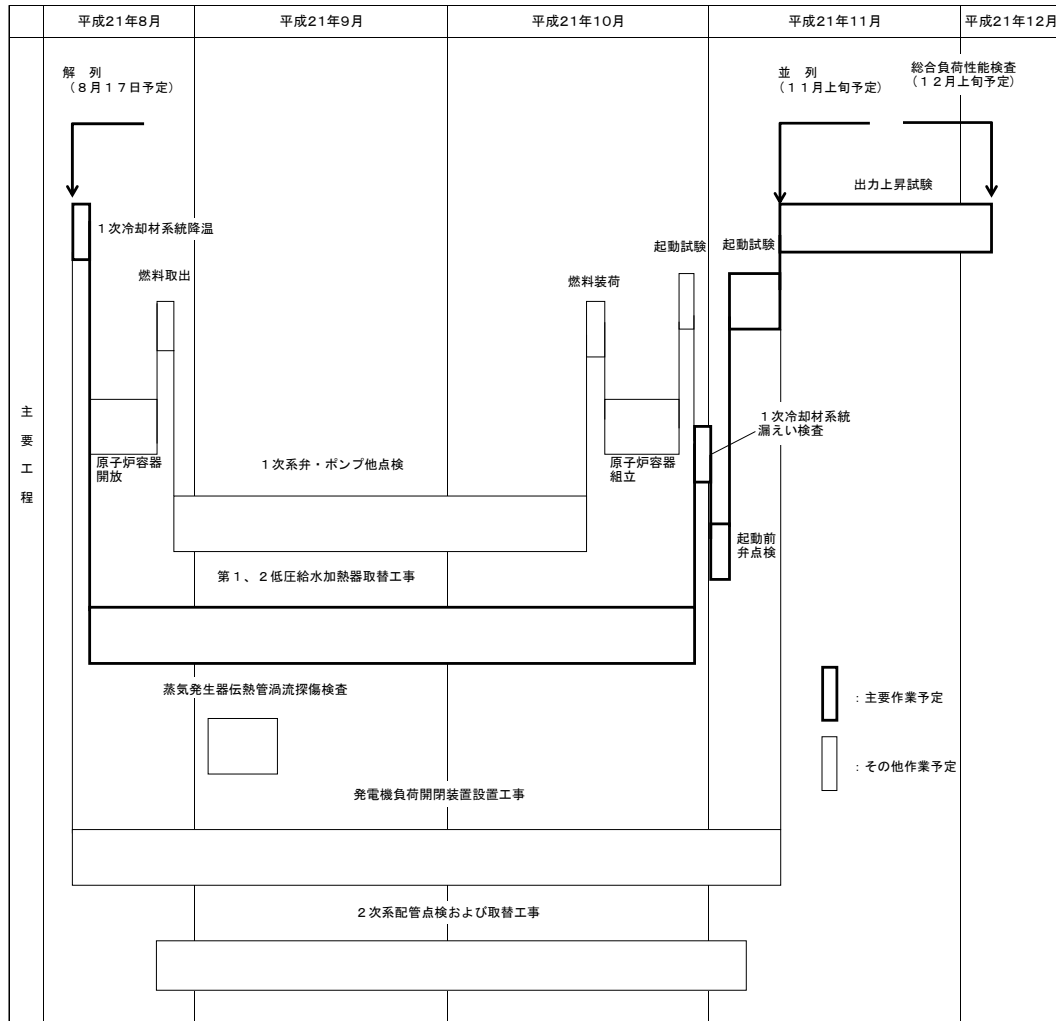 平成21年8月
平成21年9月
平成21年10月
平成21年11月
平成21年12月
主要工程
解 列
(8月17日予定)
並 列
(11月上旬予定)
総合負荷性能検査
(12月上旬予定)
出力上昇試験
1次冷却材系統降温
燃料取出
燃料装荷
起動試験
起動試験
原子炉容器
開放
1次系弁・ポンプ他点検
原子炉容器
組立
1次冷却材系統
漏えい検査
起動前
弁点検
第1、2低圧給水加熱器取替工事
蒸気発生器伝熱管渦流探傷検査
:主要作業予定
:その他作業予定
発電機負荷開閉装置設置工事
2次系配管点検および取替工事